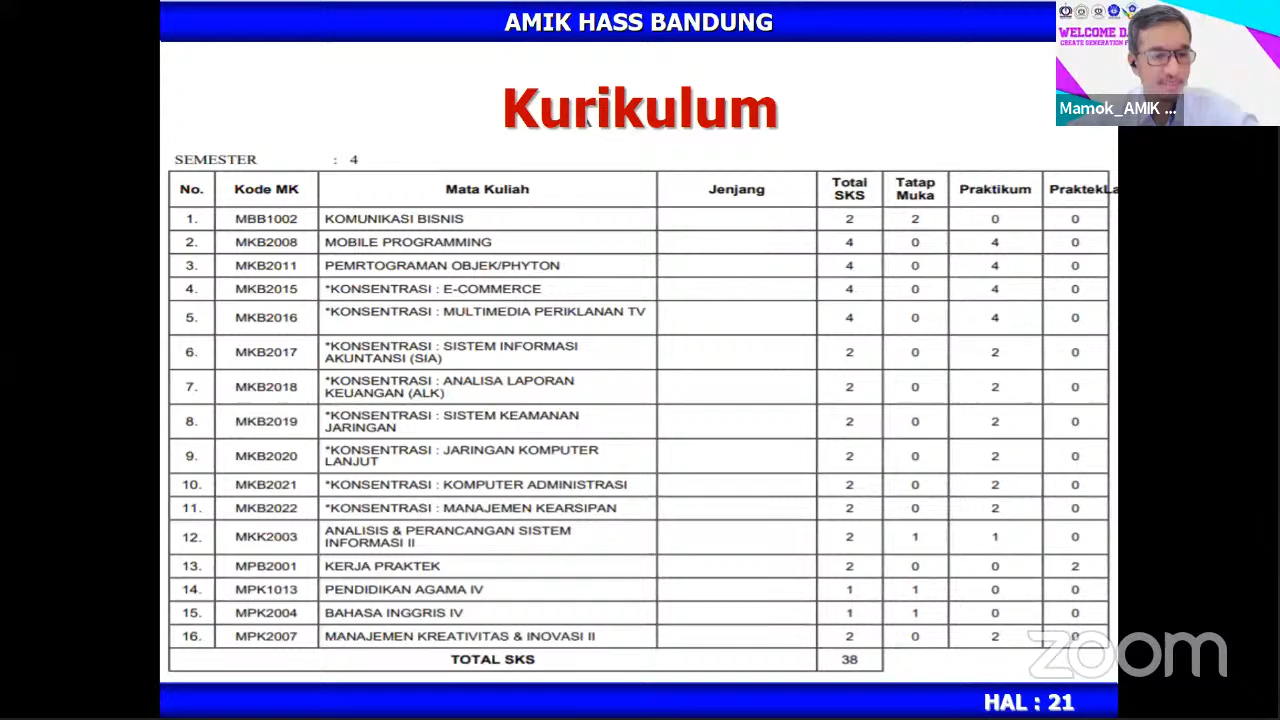 AMIK HASS BANDUNG
WELCOME
CREATE GENERATION
Mamok_AMIK ...
Kurikulum
SEMESTER : 4
No. Kode MK Mata Kuliah Jenjang Total SKS Tatap Muka Praktikum PraktekLa
1. MBB1002 KOMUNIKASI BISNIS 2 2 0 0
2. MKB2008 MOBILE PROGRAMMING 4 0 4 0
3. MKB2011 PEMRTOGRAMAN OBJEK/PHYTON 4 0 4 0
4. MKB2015 *KONSENTRASI : E-COMMERCE 4 0 4 0
5. MKB2016 *KONSENTRASI : MULTIMEDIA PERIKLANAN TV 4 0 4 0
6. MKB2017 *KONSENTRASI : SISTEM INFORMASI AKUNTANSI (SIA) 2 0 2 0
7. MKB2018 *KONSENTRASI : ANALISA LAPORAN KEUANGAN (ALK) 2 0 2 0
8. MKB2019 *KONSENTRASI : SISTEM KEAMANAN JARINGAN 2 0 2 0
9. MKB2020 *KONSENTRASI : JARINGAN KOMPUTER LANJUT 2 0 2 0
10. MKB2021 *KONSENTRASI : KOMPUTER ADMINISTRASI 2 0 2 0
11. MKB2022 *KONSENTRASI : MANAJEMEN KEARSIPAN 2 0 2 0
12. MKK2003 ANALISIS & PERANCANGAN SISTEM INFORMASI II 2 1 1 0
13. MPB2001 KERJA PRAKTEK 2 0 0 2
14. MPK1013 PENDIDIKAN AGAMA IV 1 1 0 0
15. MPK2004 BAHASA INGGRIS IV 1 1 0 0
16. MPK2007 MANAJEMEN KREATIVITAS & INOVASI II 2 0 2 0
TOTAL SKS 38
zoom
HAL : 21